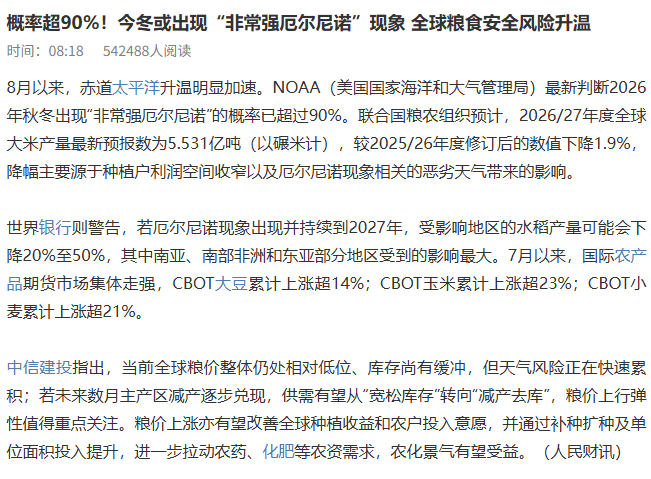 概率超90%！今冬或出现“非常强厄尔尼诺”现象 全球粮食安全风险升温
时间：08:18 542488人阅读
8月以来，赤道太平洋升温明显加速。NOAA（美国国家海洋和大气管理局）最新判断2026
年秋冬出现“非常强厄尔尼诺”的概率已超过90%。联合国粮农组织预计，2026/27年度全球
大米产量最新预报数为5.531亿吨（以碾米计），较2025/26年度修订后的数值下降1.9%，
降幅主要源于种植户利润空间收窄以及厄尔尼诺现象相关的恶劣天气带来的影响。
世界银行则警告，若厄尔尼诺现象出现并持续到2027年，受影响地区的水稻产量可能会下
降20%至50%，其中南亚、南部非洲和东亚部分地区受到的影响最大。7月以来，国际农产
品期货市场集体走强，CBOT大豆累计上涨超14%；CBOT玉米累计上涨超23%；CBOT小
麦累计上涨超21%。
中信建投指出，当前全球粮价整体仍处相对低位、库存尚有缓冲，但天气风险正在快速累
积；若未来数月主产区减产逐步兑现，供需有望从“宽松库存”转向“减产去库”，粮价上行弹
性值得重点关注。粮价上涨亦有望改善全球种植收益和农户投入意愿，并通过补种扩种及单
位面积投入提升，进一步拉动农药、化肥等农资需求，农化景气有望受益。（人民财讯）